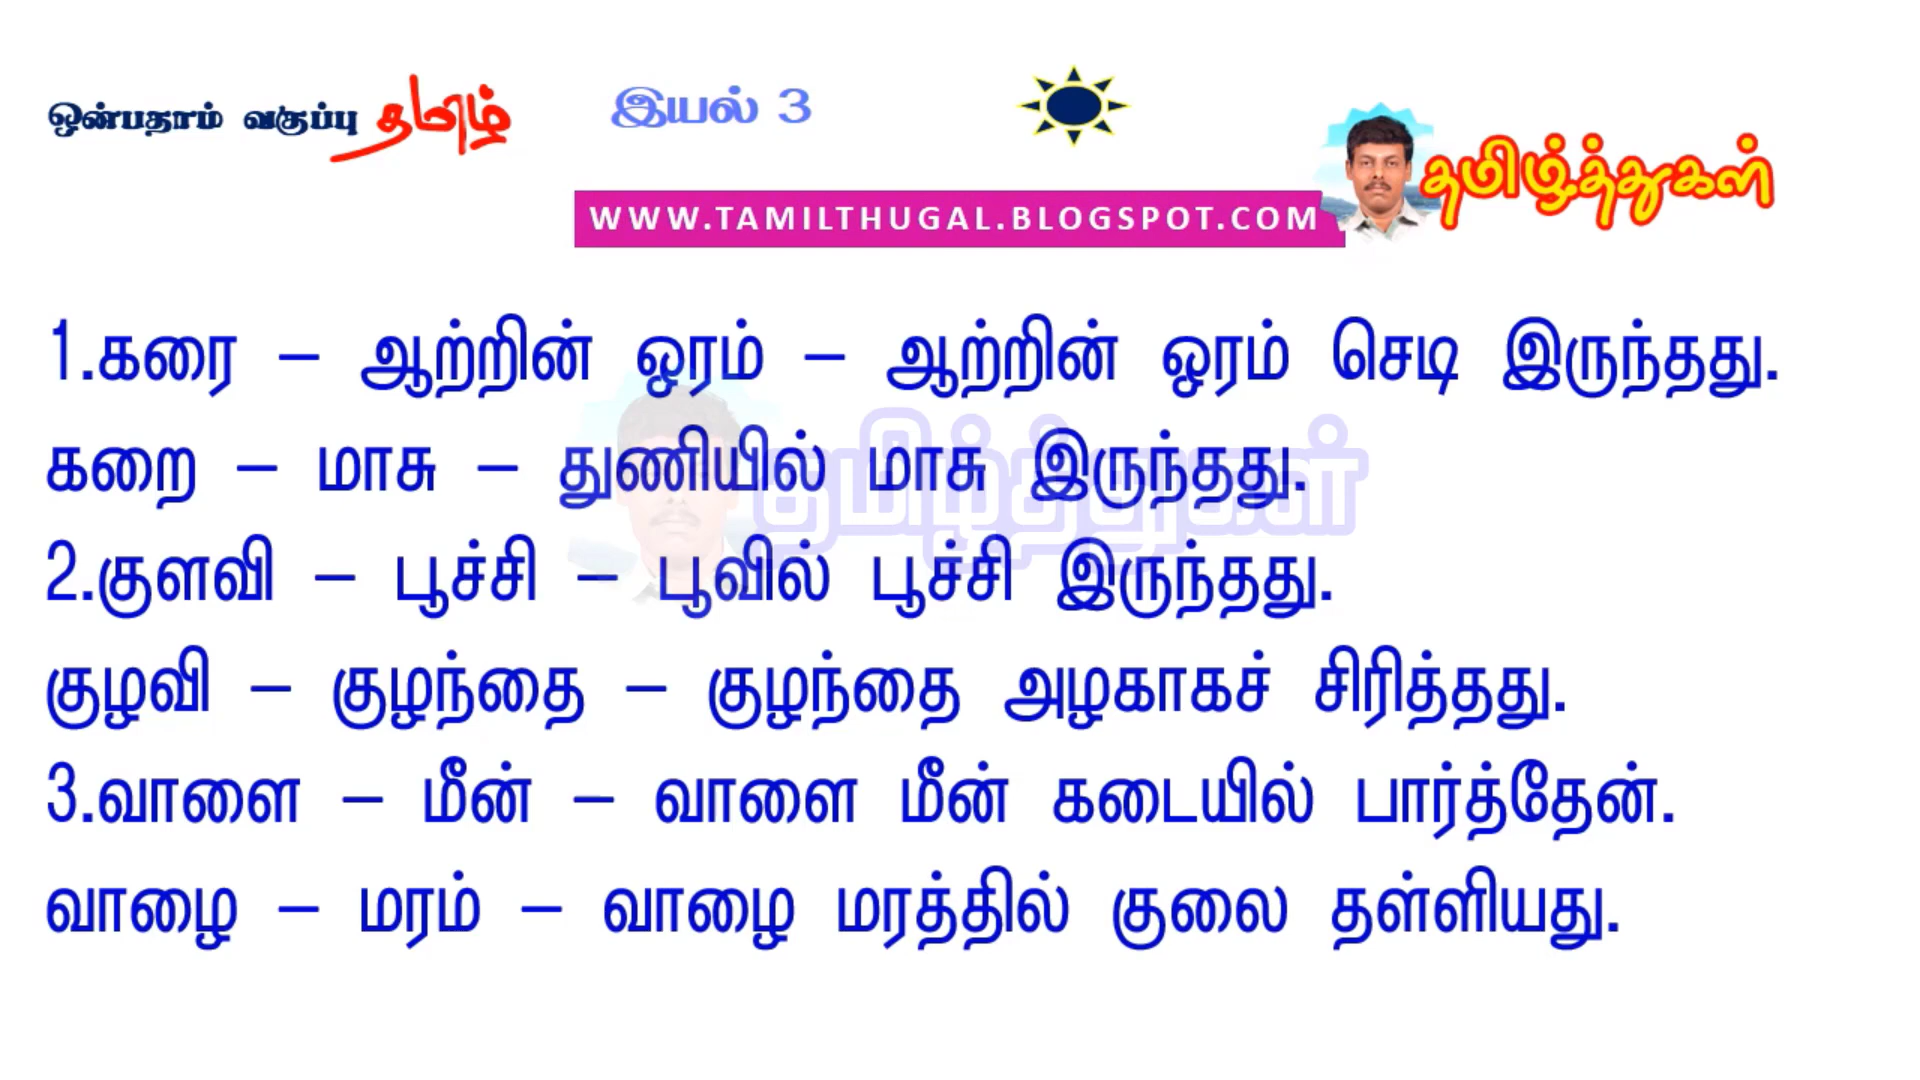 ஒன்பதாம் வகுப்பு தமிழ்
இயல் 3
தமிழ்த்துகள்
WWW.TAMILTHUGAL.BLOGSPOT.COM
1.கரை – ஆற்றின் ஓரம் – ஆற்றின் ஓரம் செடி இருந்தது.
கறை – மாசு – துணியில் மாசு இருந்தது.
தமிழ்த்துகள்
2.குளவி – பூச்சி – பூவில் பூச்சி இருந்தது.
குழவி – குழந்தை – குழந்தை அழகாகச் சிரித்தது.
3.வாளை – மீன் – வாளை மீன் கடையில் பார்த்தேன்.
வாழை – மரம் – வாழை மரத்தில் குலை தள்ளியது.